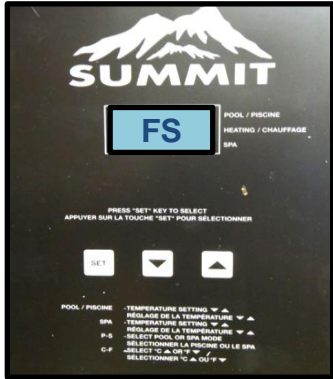 SUMMIT
FS
POOL / PISCINE
HEATING / CHAUFFAGE
SPA
PRESS "SET" KEY TO SELECT
APPUYER SUR LA TOUCHE "SET" POUR SÉLECTIONNER
SET
POOL / PISCINE - TEMPERATURE SETTING ▼ ▲
RÉGLAGE DE LA TEMPÉRATURE ▼ ▲
SPA - TEMPERATURE SETTING ▼ ▲
RÉGLAGE DE LA TEMPÉRATURE ▼ ▲
P-S - SELECT POOL OR SPA MODE
SÉLECTIONNER LA PISCINE OU LE SPA
C-F - SELECT °C ▲ OR °F ▼ /
SÉLECTIONNER °C ▲ OU °F ▼